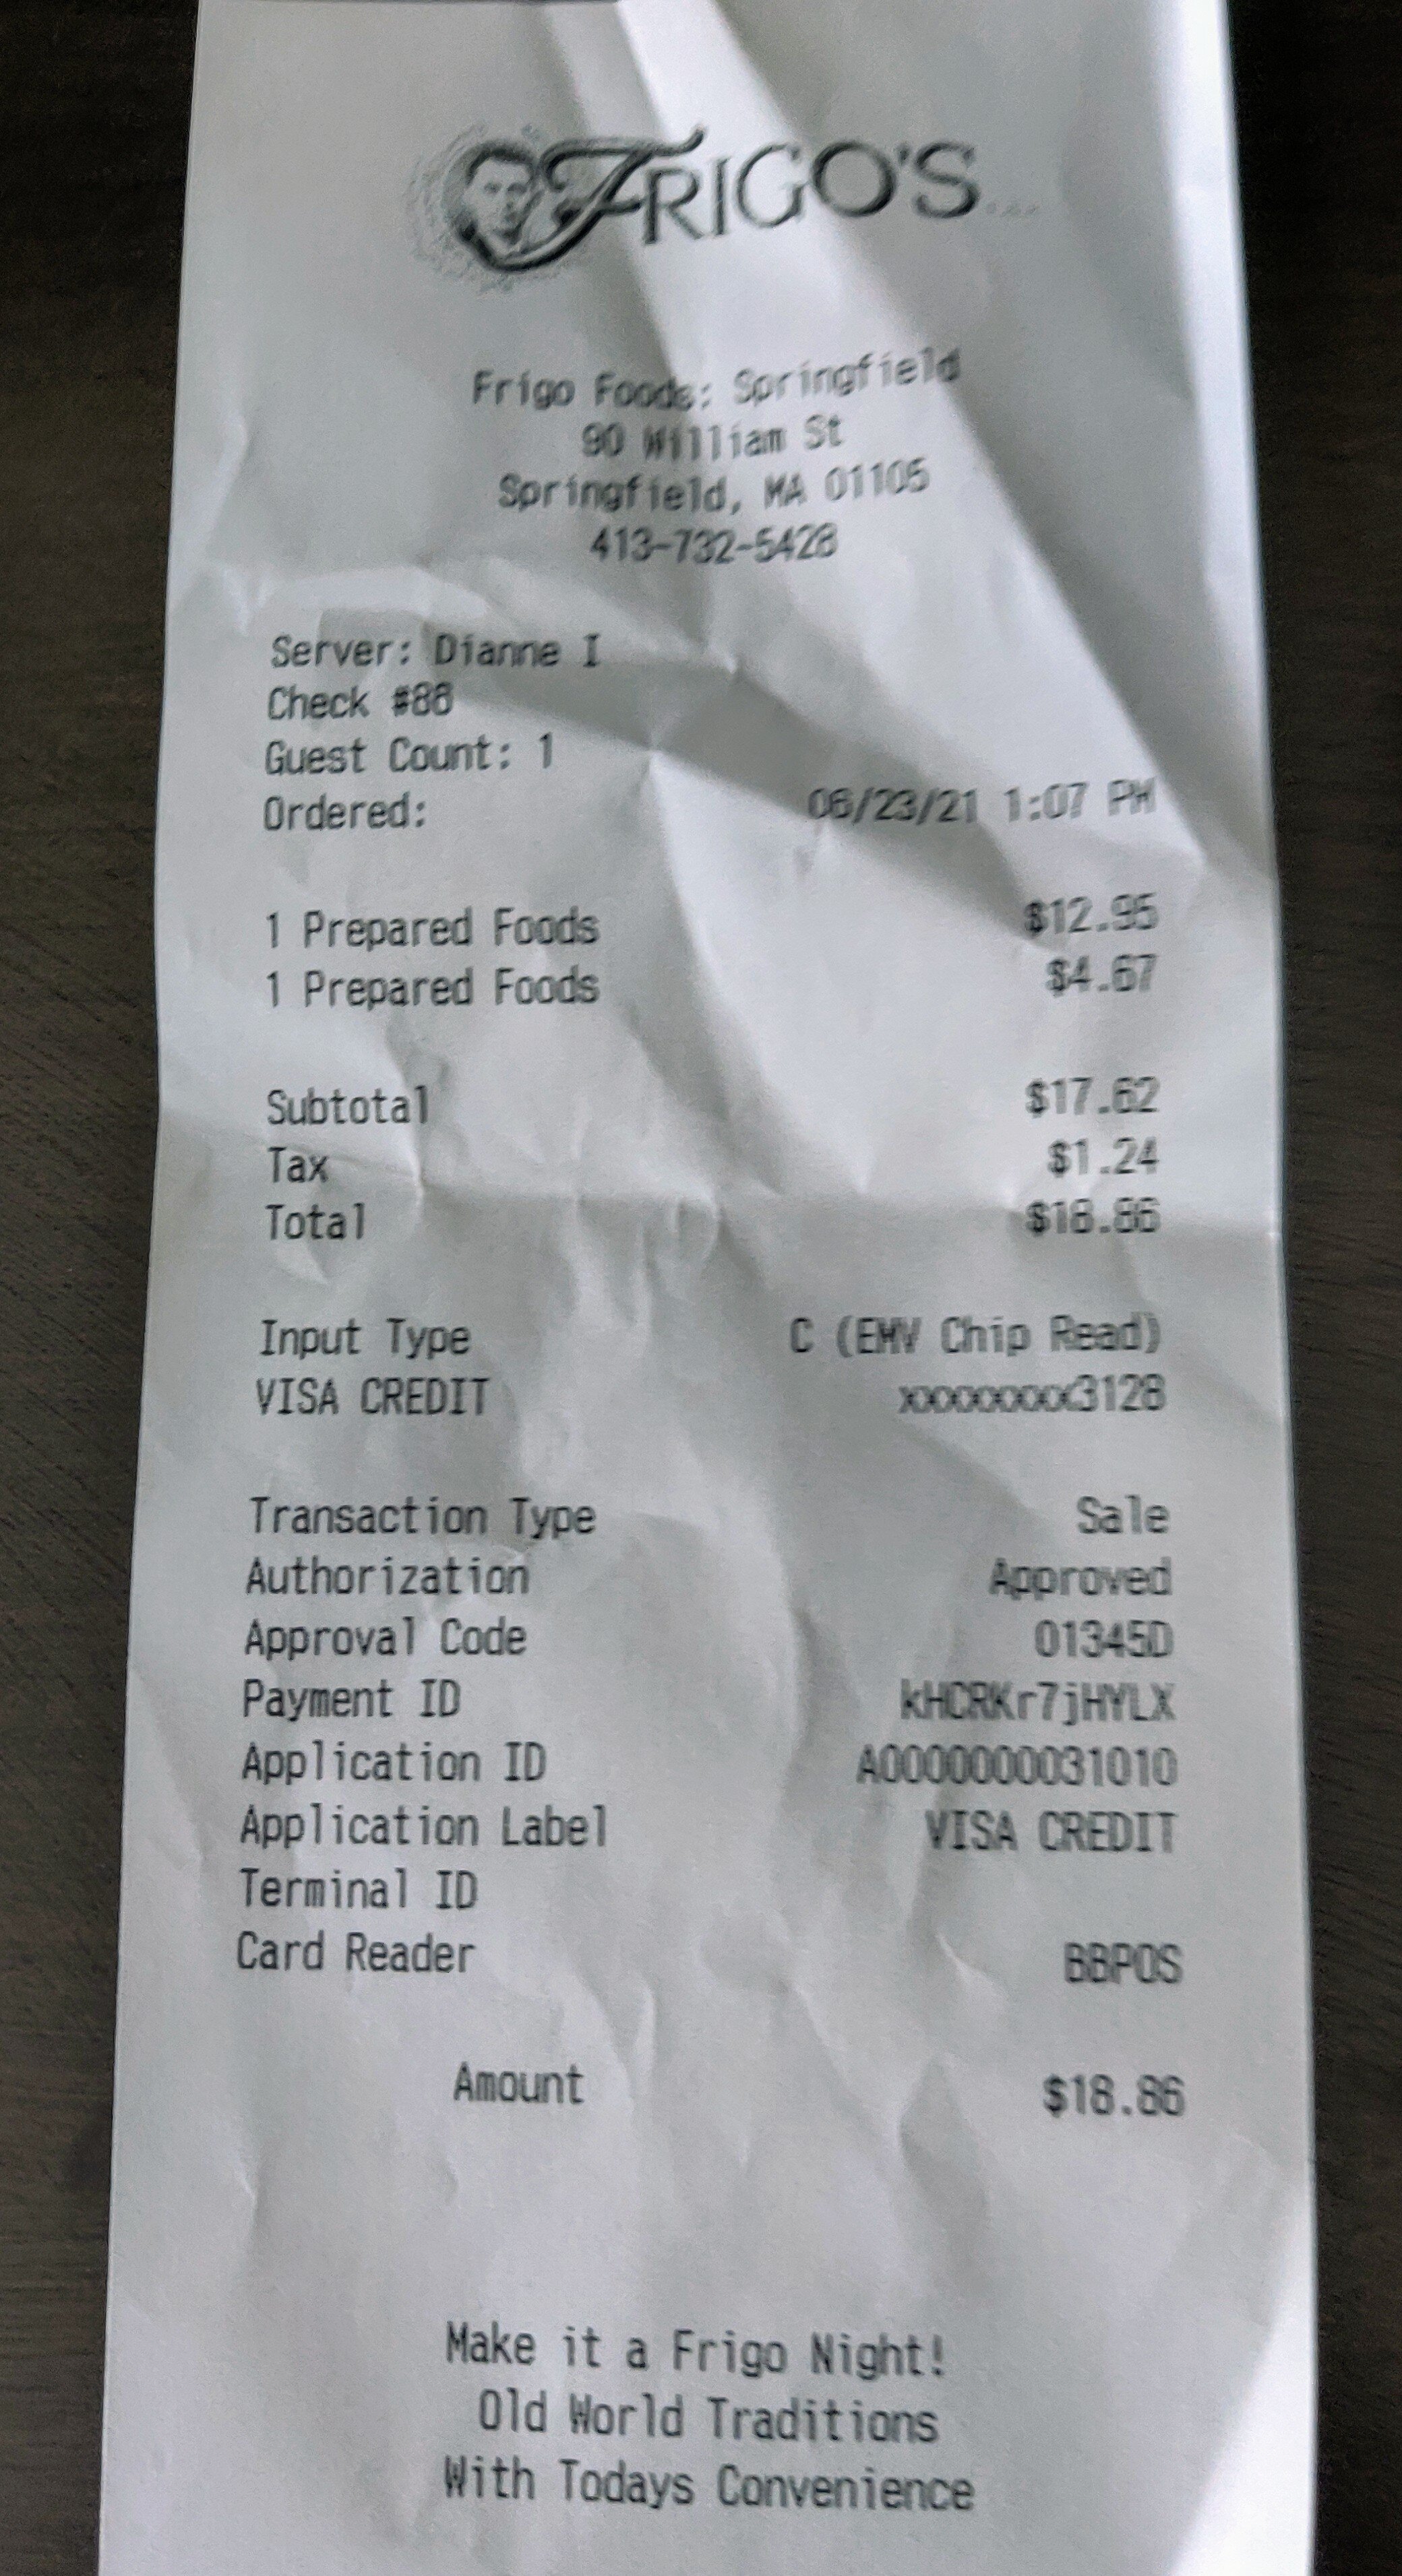 FRIGO'S
Frigo Foods: Springfield
90 William St
Springfield, MA 01105
413-732-5428
Server: Dianne I
Check #88
Guest Count: 1
Ordered: 06/23/21 1:07 PM
1 Prepared Foods $12.95
1 Prepared Foods $4.67
Subtotal $17.62
Tax $1.24
Total $18.86
Input Type C (EMV Chip Read)
VISA CREDIT xxxxxxxx3128
Transaction Type Sale
Authorization Approved
Approval Code 01345D
Payment ID kHCRKr7jHYLX
Application ID A0000000031010
Application Label VISA CREDIT
Terminal ID
Card Reader BBPOS
Amount $18.86
Make it a Frigo Night!
Old World Traditions
With Todays Convenience